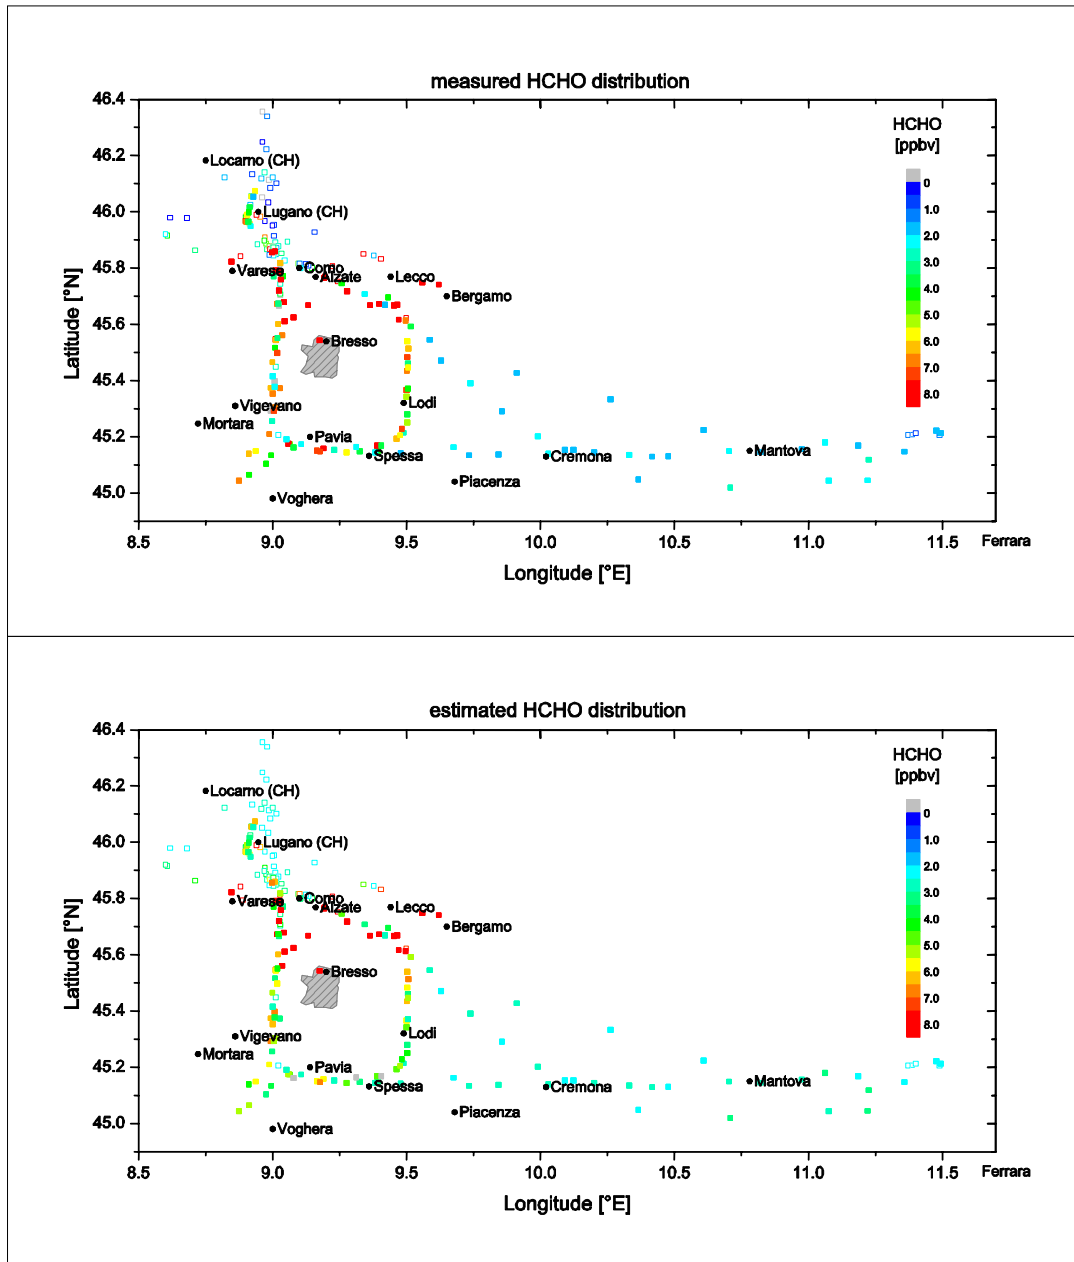 measured HCHO distribution
HCHO
[ppbv]
0
1.0
2.0
3.0
4.0
5.0
6.0
7.0
8.0
46.4
46.2
46.0
45.8
45.6
45.4
45.2
45.0
Latitude [°N]
Locarno (CH)
Lugano (CH)
Varese
Como
Alzate
Lecco
Bergamo
Bresso
Vigevano
Lodi
Mortara
Pavia
Spessa
Cremona
Mantova
Piacenza
Voghera
8.5
9.0
9.5
10.0
10.5
11.0
11.5
Ferrara
Longitude [°E]
estimated HCHO distribution
HCHO
[ppbv]
0
1.0
2.0
3.0
4.0
5.0
6.0
7.0
8.0
46.4
46.2
46.0
45.8
45.6
45.4
45.2
45.0
Latitude [°N]
Locarno (CH)
Lugano (CH)
Varese
Como
Alzate
Lecco
Bergamo
Bresso
Vigevano
Lodi
Mortara
Pavia
Spessa
Cremona
Mantova
Piacenza
Voghera
8.5
9.0
9.5
10.0
10.5
11.0
11.5
Ferrara
Longitude [°E]